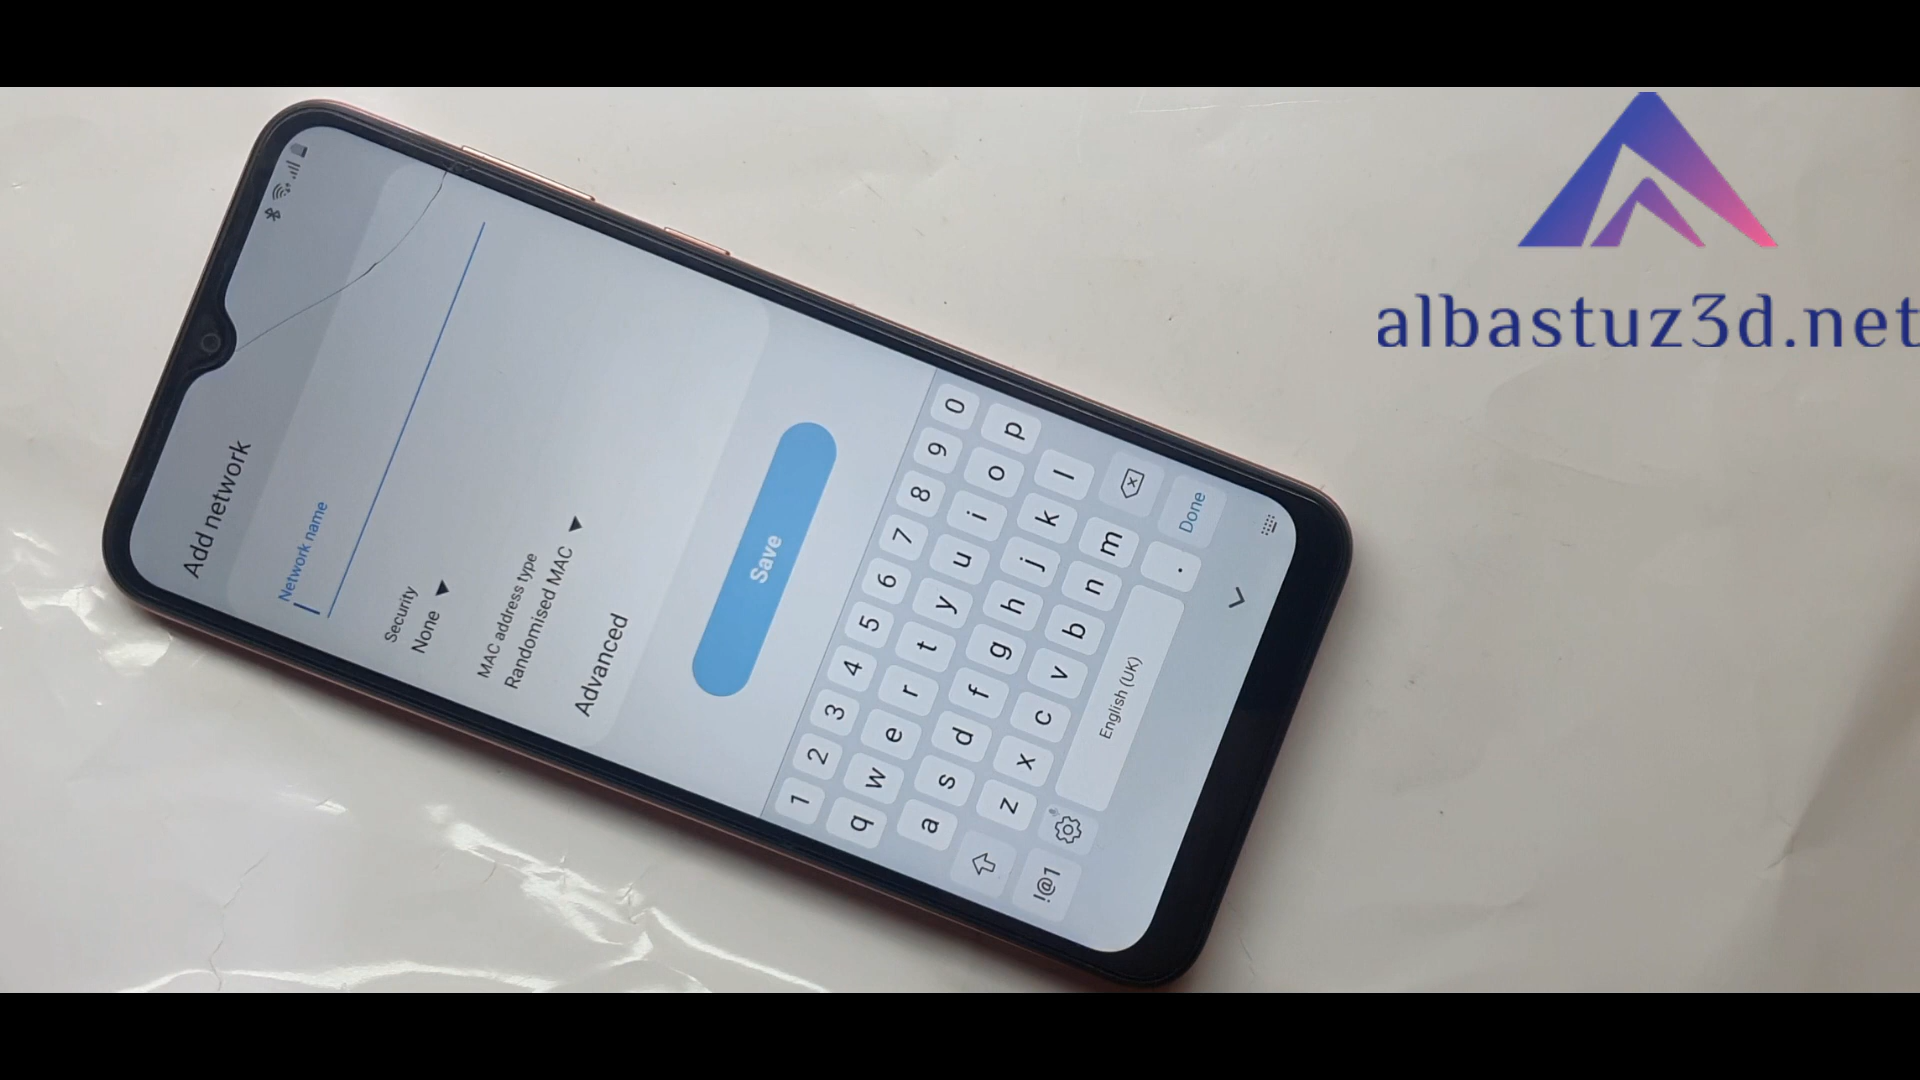 albastuz3d.net
Add network
Network name
Security
None
MAC address type
Randomised MAC
Advanced
Save
1 2 3 4 5 6 7 8 9 0
q w e r t y u i o p
a s d f g h j k l
z x c v b n m
!@1 English (UK) . Done